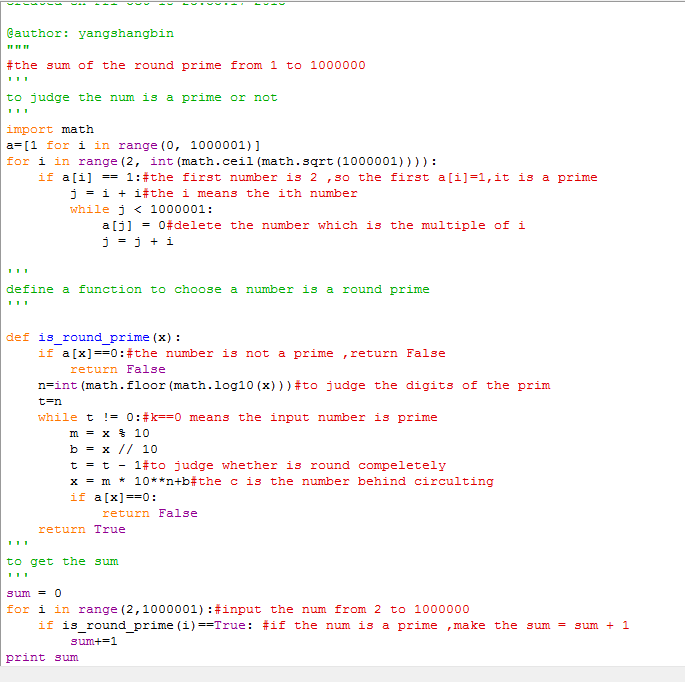 @author: yangshangbin
"""
#the sum of the round prime from 1 to 1000000
'''
to judge the num is a prime or not
'''
import math
a=[1 for i in range(0, 1000001)]
for i in range(2, int(math.ceil(math.sqrt(1000001)))):
    if a[i] == 1:#the first number is 2 ,so the first a[i]=1,it is a prime
        j = i + i#the i means the ith number
        while j < 1000001:
            a[j] = 0#delete the number which is the multiple of i
            j = j + i
'''
define a function to choose a number is a round prime
'''
def is_round_prime(x):
    if a[x]==0:#the number is not a prime ,return False
        return False
    n=int(math.floor(math.log10(x)))#to judge the digits of the prim
    t=n
    while t != 0:#k==0 means the input number is prime
        m = x % 10
        b = x // 10
        t = t - 1#to judge whether is round compeletely
        x = m * 10**n+b#the c is the number behind circulting
        if a[x]==0:
            return False
    return True
'''
to get the sum
'''
sum = 0
for i in range(2,1000001):#input the num from 2 to 1000000
    if is_round_prime(i)==True: #if the num is a prime ,make the sum = sum + 1
        sum+=1
print sum